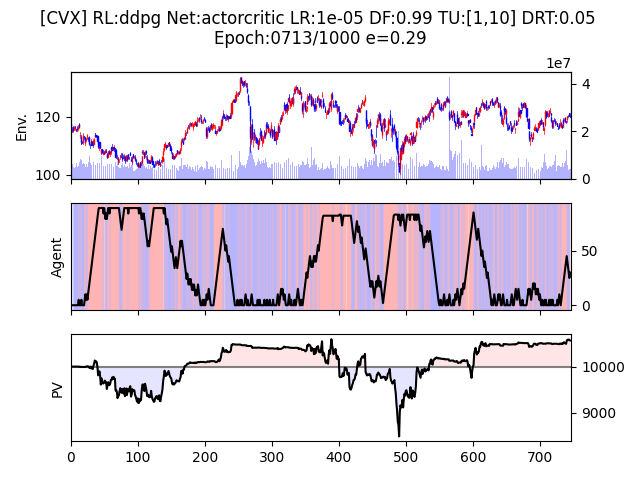 [CVX] RL:ddpg Net:actorcritic LR:1e-05 DF:0.99 TU:[1,10] DRT:0.05
Epoch:0713/1000 e=0.29
1e7
Env.
120
100
4
2
0
Agent
50
0
PV
10000
9000
0 100 200 300 400 500 600 700